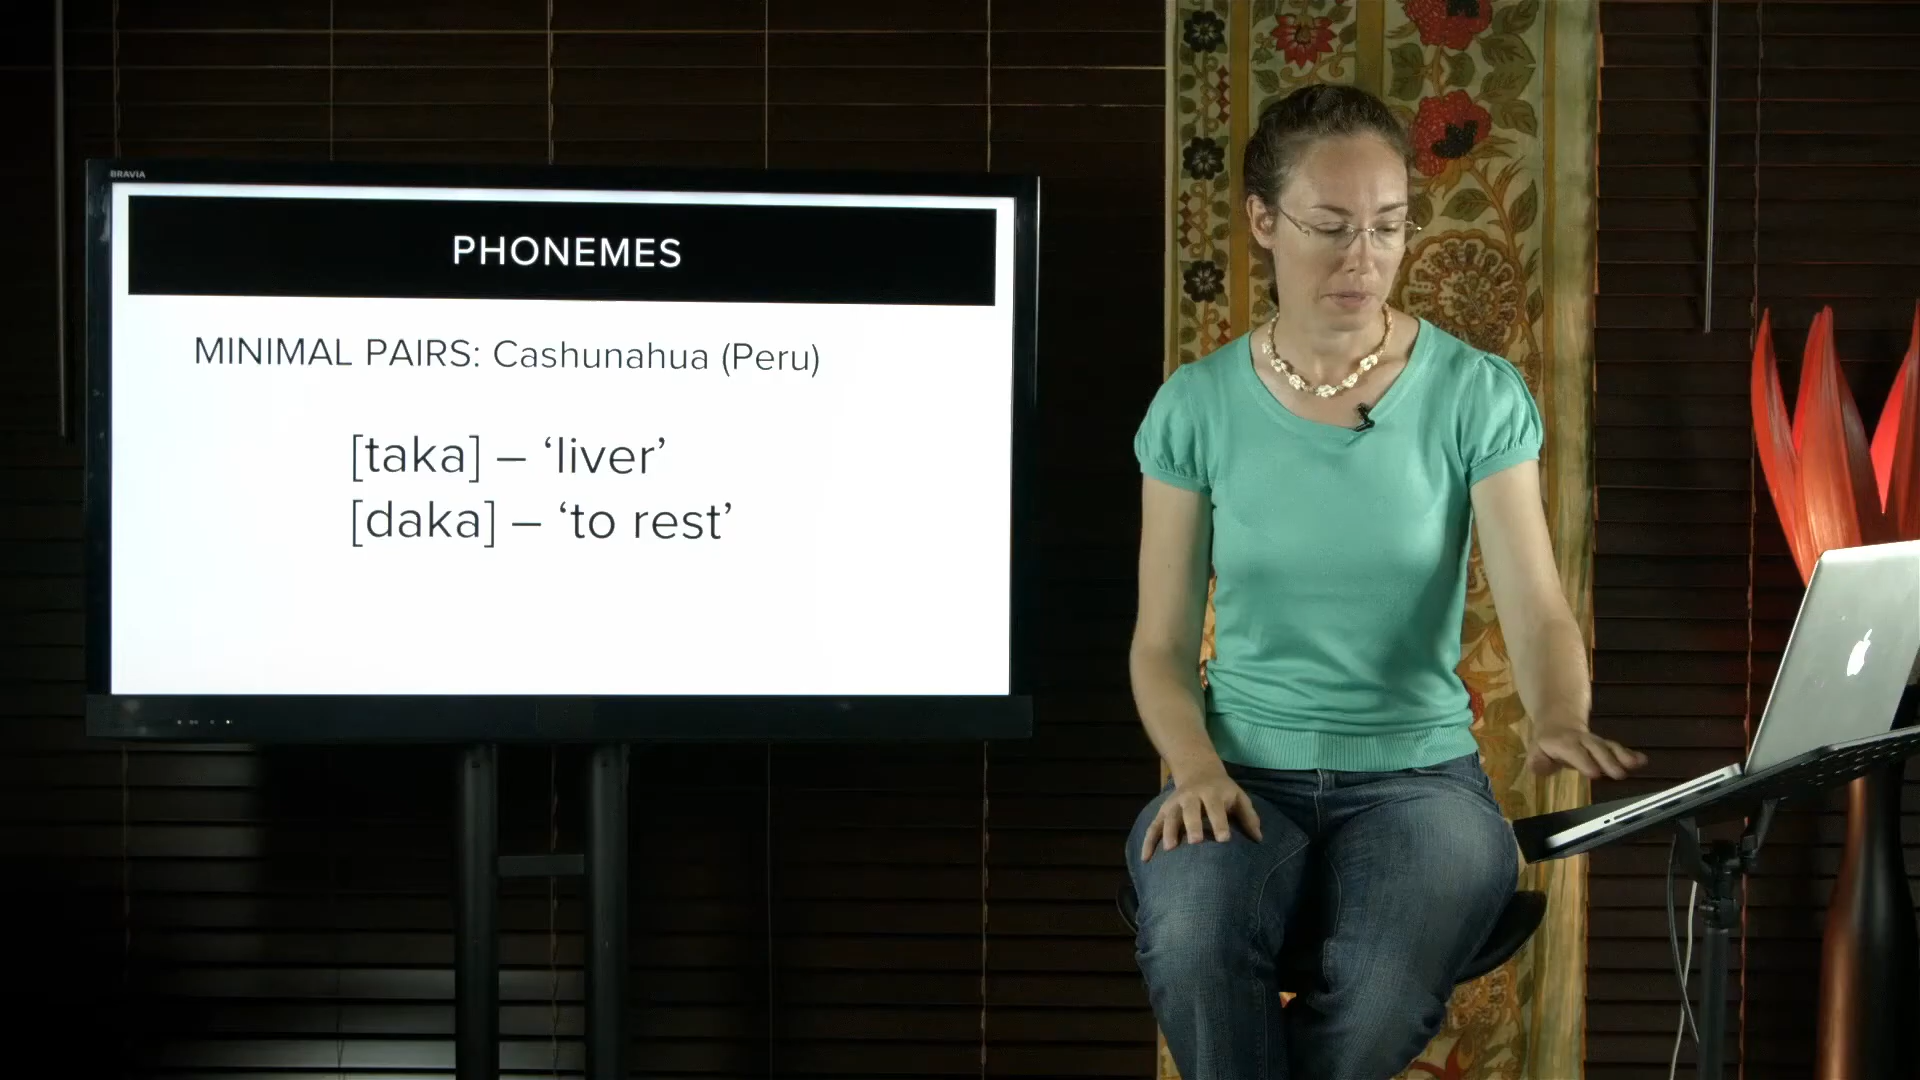 BRAVIA
PHONEMES
MINIMAL PAIRS: Cashunahua (Peru)
[taka] – ‘liver’
[daka] – ‘to rest’